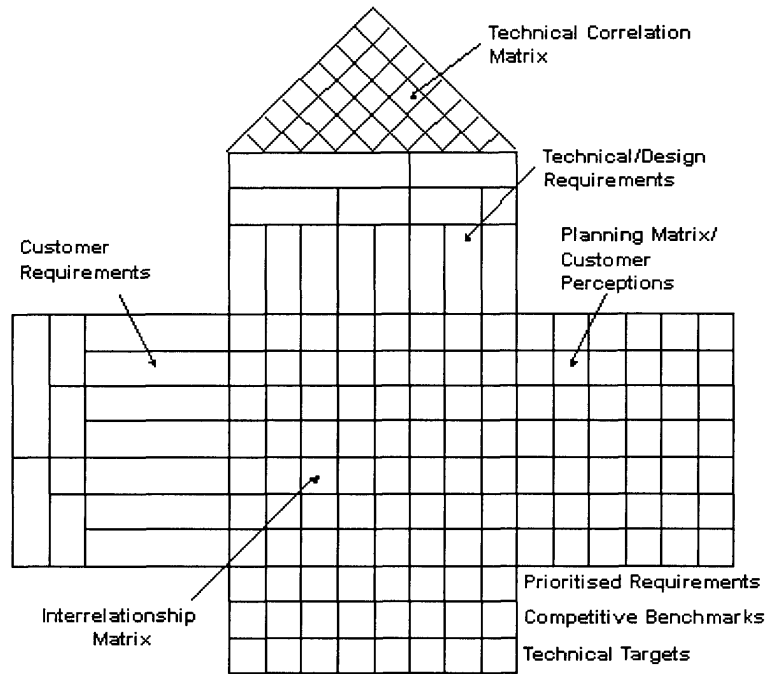 Technical Correlation
Matrix
Technical/Design
Requirements
Planning Matrix/
Customer
Perceptions
Customer
Requirements
Interrelationship
Matrix
Prioritised Requirements
Competitive Benchmarks
Technical Targets